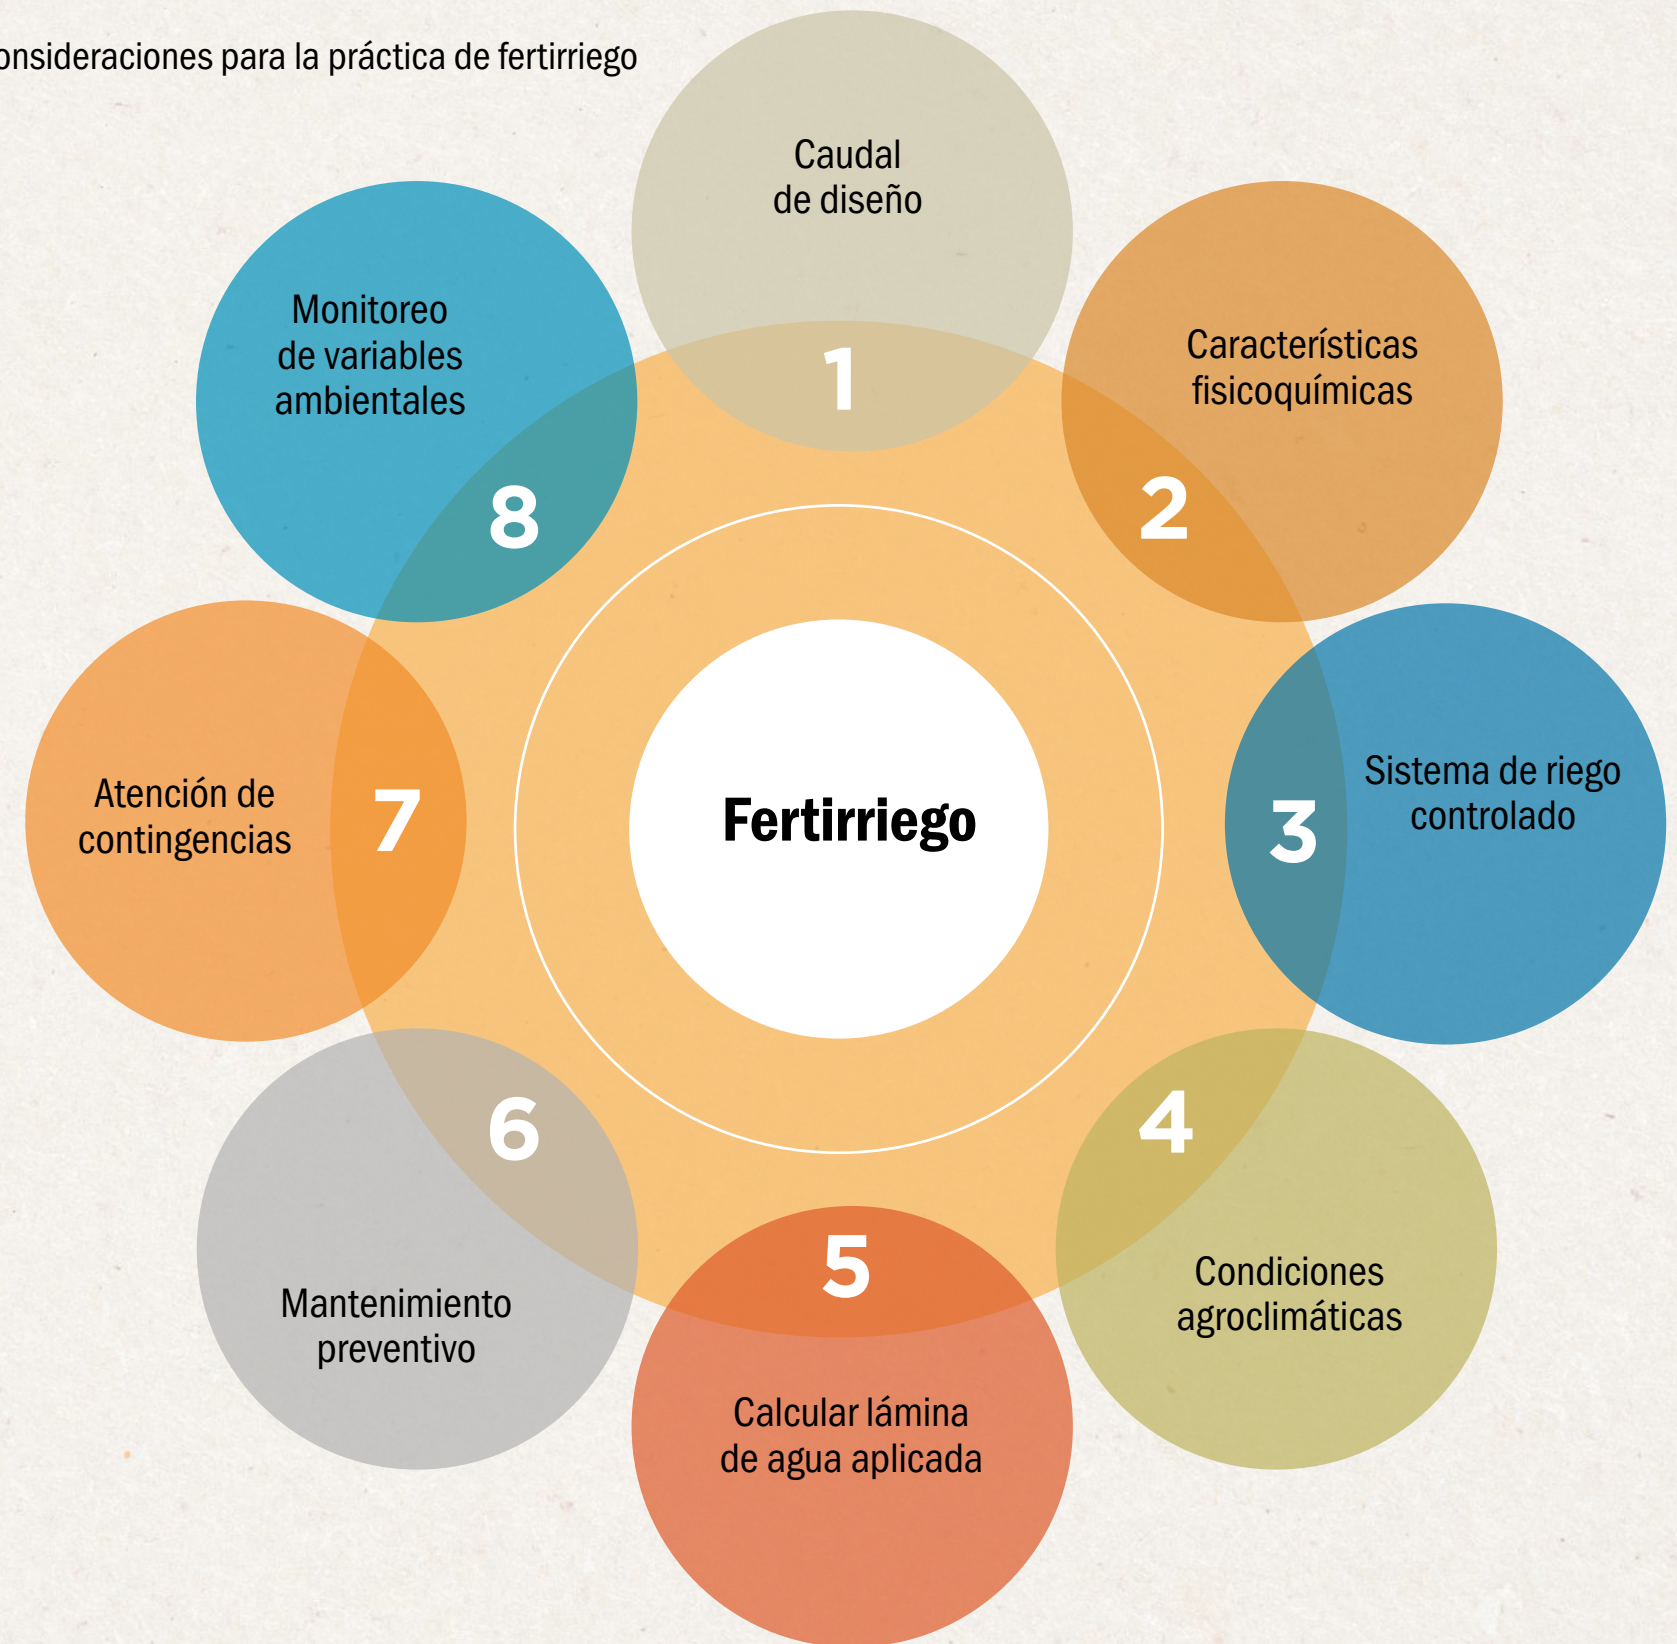 onsideraciones para la práctica de fertirriego
Caudal
de diseño
1
Características
fisicoquímicas
2
Sistema de riego
controlado
3
Condiciones
agroclimáticas
4
Calcular lámina
de agua aplicada
5
Mantenimiento
preventivo
6
Atención de
contingencias
7
Monitoreo
de variables
ambientales
8
Fertirriego